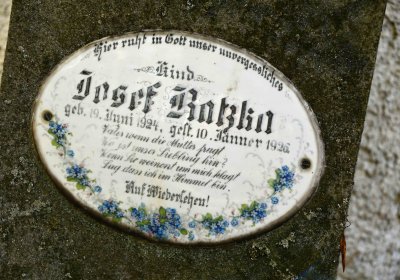 Hier ruht in Gott unser unvergessliches
Kind
Josef Ratzka
geb. 19. Juni 1924, gest. 10. Jänner 1926.
Vater wenn die Mutter fragt
Wo ist unser Liebling hin?
Wenn Sie weinend um mich klagt
Sag dass ich im Himmel bin.
Auf Wiedersehen!